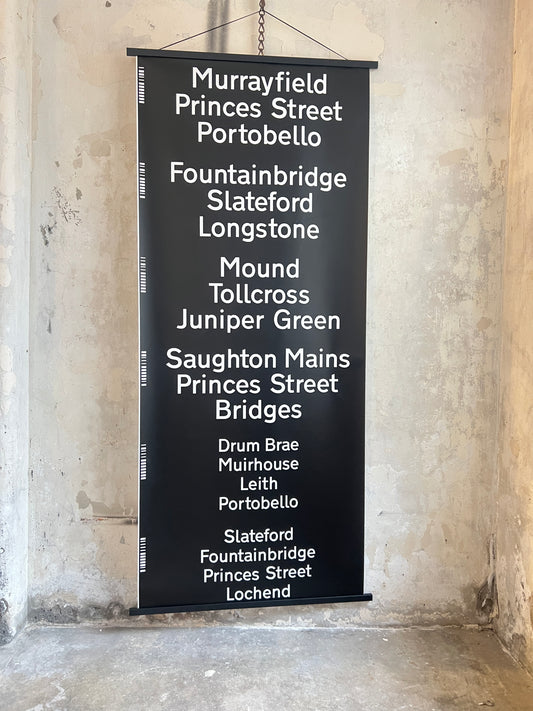 Murrayfield
Princes Street
Portobello
Fountainbridge
Slateford
Longstone
Mound
Tollcross
Juniper Green
Saughton Mains
Princes Street
Bridges
Drum Brae
Muirhouse
Leith
Portobello
Slateford
Fountainbridge
Princes Street
Lochend